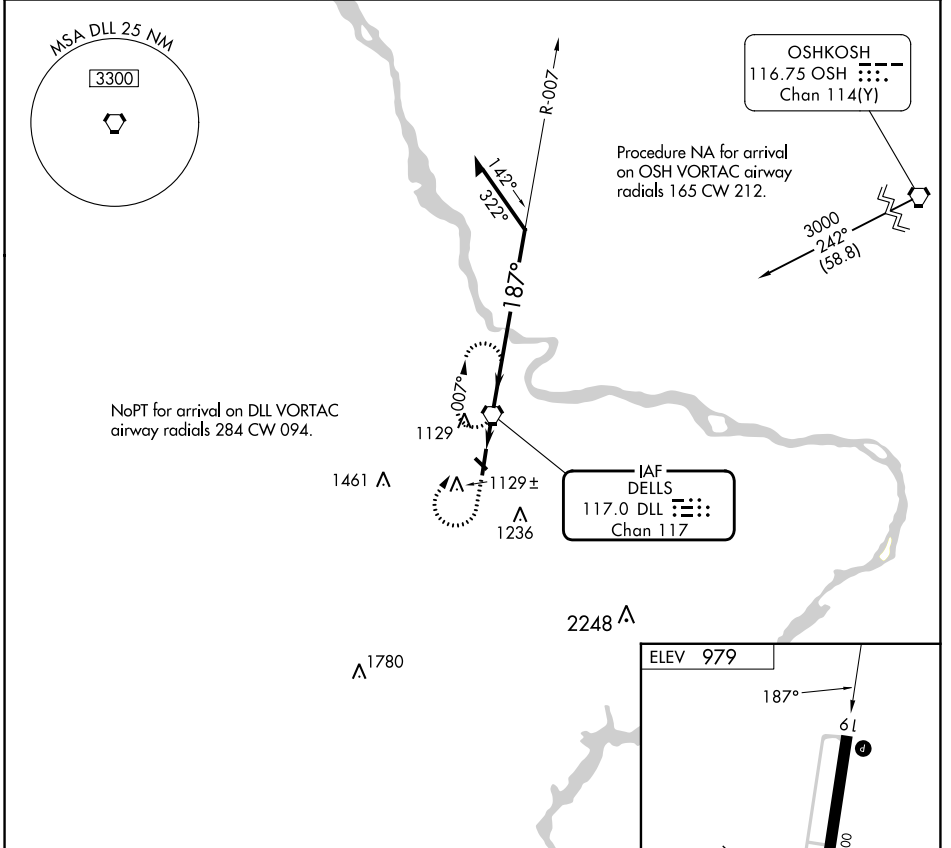 MSA DLL 25 NM
3300
OSHKOSH
116.75 OSH
Chan 114(Y)
R-007
142°
322°
Procedure NA for arrival
on OSH VORTAC airway
radials 165 CW 212.
3000
242°
(58.8)
187°
007°
NoPT for arrival on DLL VORTAC
airway radials 284 CW 094.
1129
1461
1129±
1236
IAF
DELLS
117.0 DLL
Chan 117
2248
1780
ELEV 979
187°
19
P